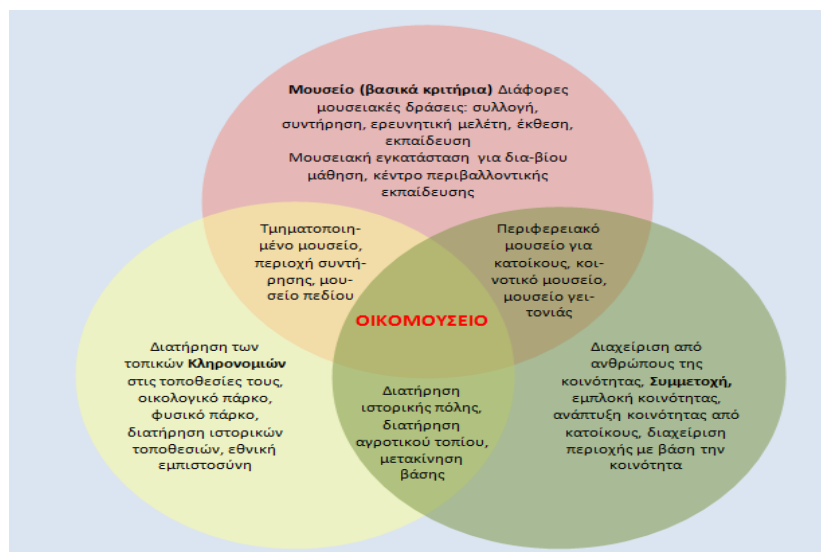 Μουσείο (βασικά κριτήρια) Διάφορες
μουσειακές δράσεις: συλλογή,
συντήρηση, ερευνητική μελέτη, έκθεση,
εκπαίδευση
Μουσειακή εγκατάσταση για δια-βίου
μάθηση, κέντρο περιβαλλοντικής
εκπαίδευσης
Τμηματοποιη-
μένο μουσείο,
περιοχή συντή-
ρησης, μου-
σείο πεδίου
Περιφερειακό
μουσείο για
κατοίκους, κοι-
νοτικό μουσείο,
μουσείο γει-
τονιάς
ΟΙΚΟΜΟΥΣΕΙΟ
Διατήρηση των
τοπικών Κληρονομιών
στις τοποθεσίες τους,
οικολογικό πάρκο,
φυσικό πάρκο,
διατήρηση ιστορικών
τοποθεσιών, εθνική
εμπιστοσύνη
Διατήρηση
ιστορικής πόλης,
διατήρηση
αγροτικού τοπίου,
μετακίνηση
βάσης
Διαχείριση από
ανθρώπους της
κοινότητας, Συμμετοχή,
εμπλοκή κοινότητας,
ανάπτυξη κοινότητας από
κατοίκους, διαχείριση
περιοχής με βάση την
κοινότητα